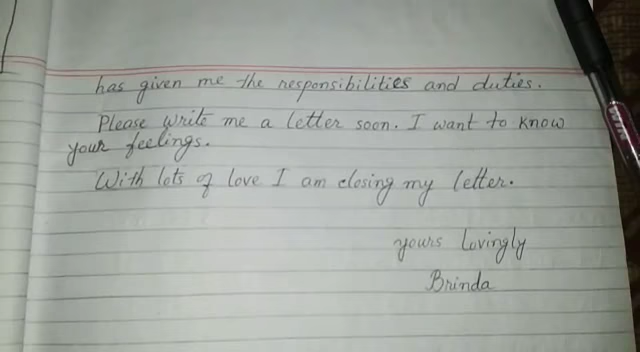 has given me the responsibilities and duties.
Please write me a letter soon. I want to know
your feelings.
With lots of love I am closing my letter.
yours lovingly
Brinda
WIN